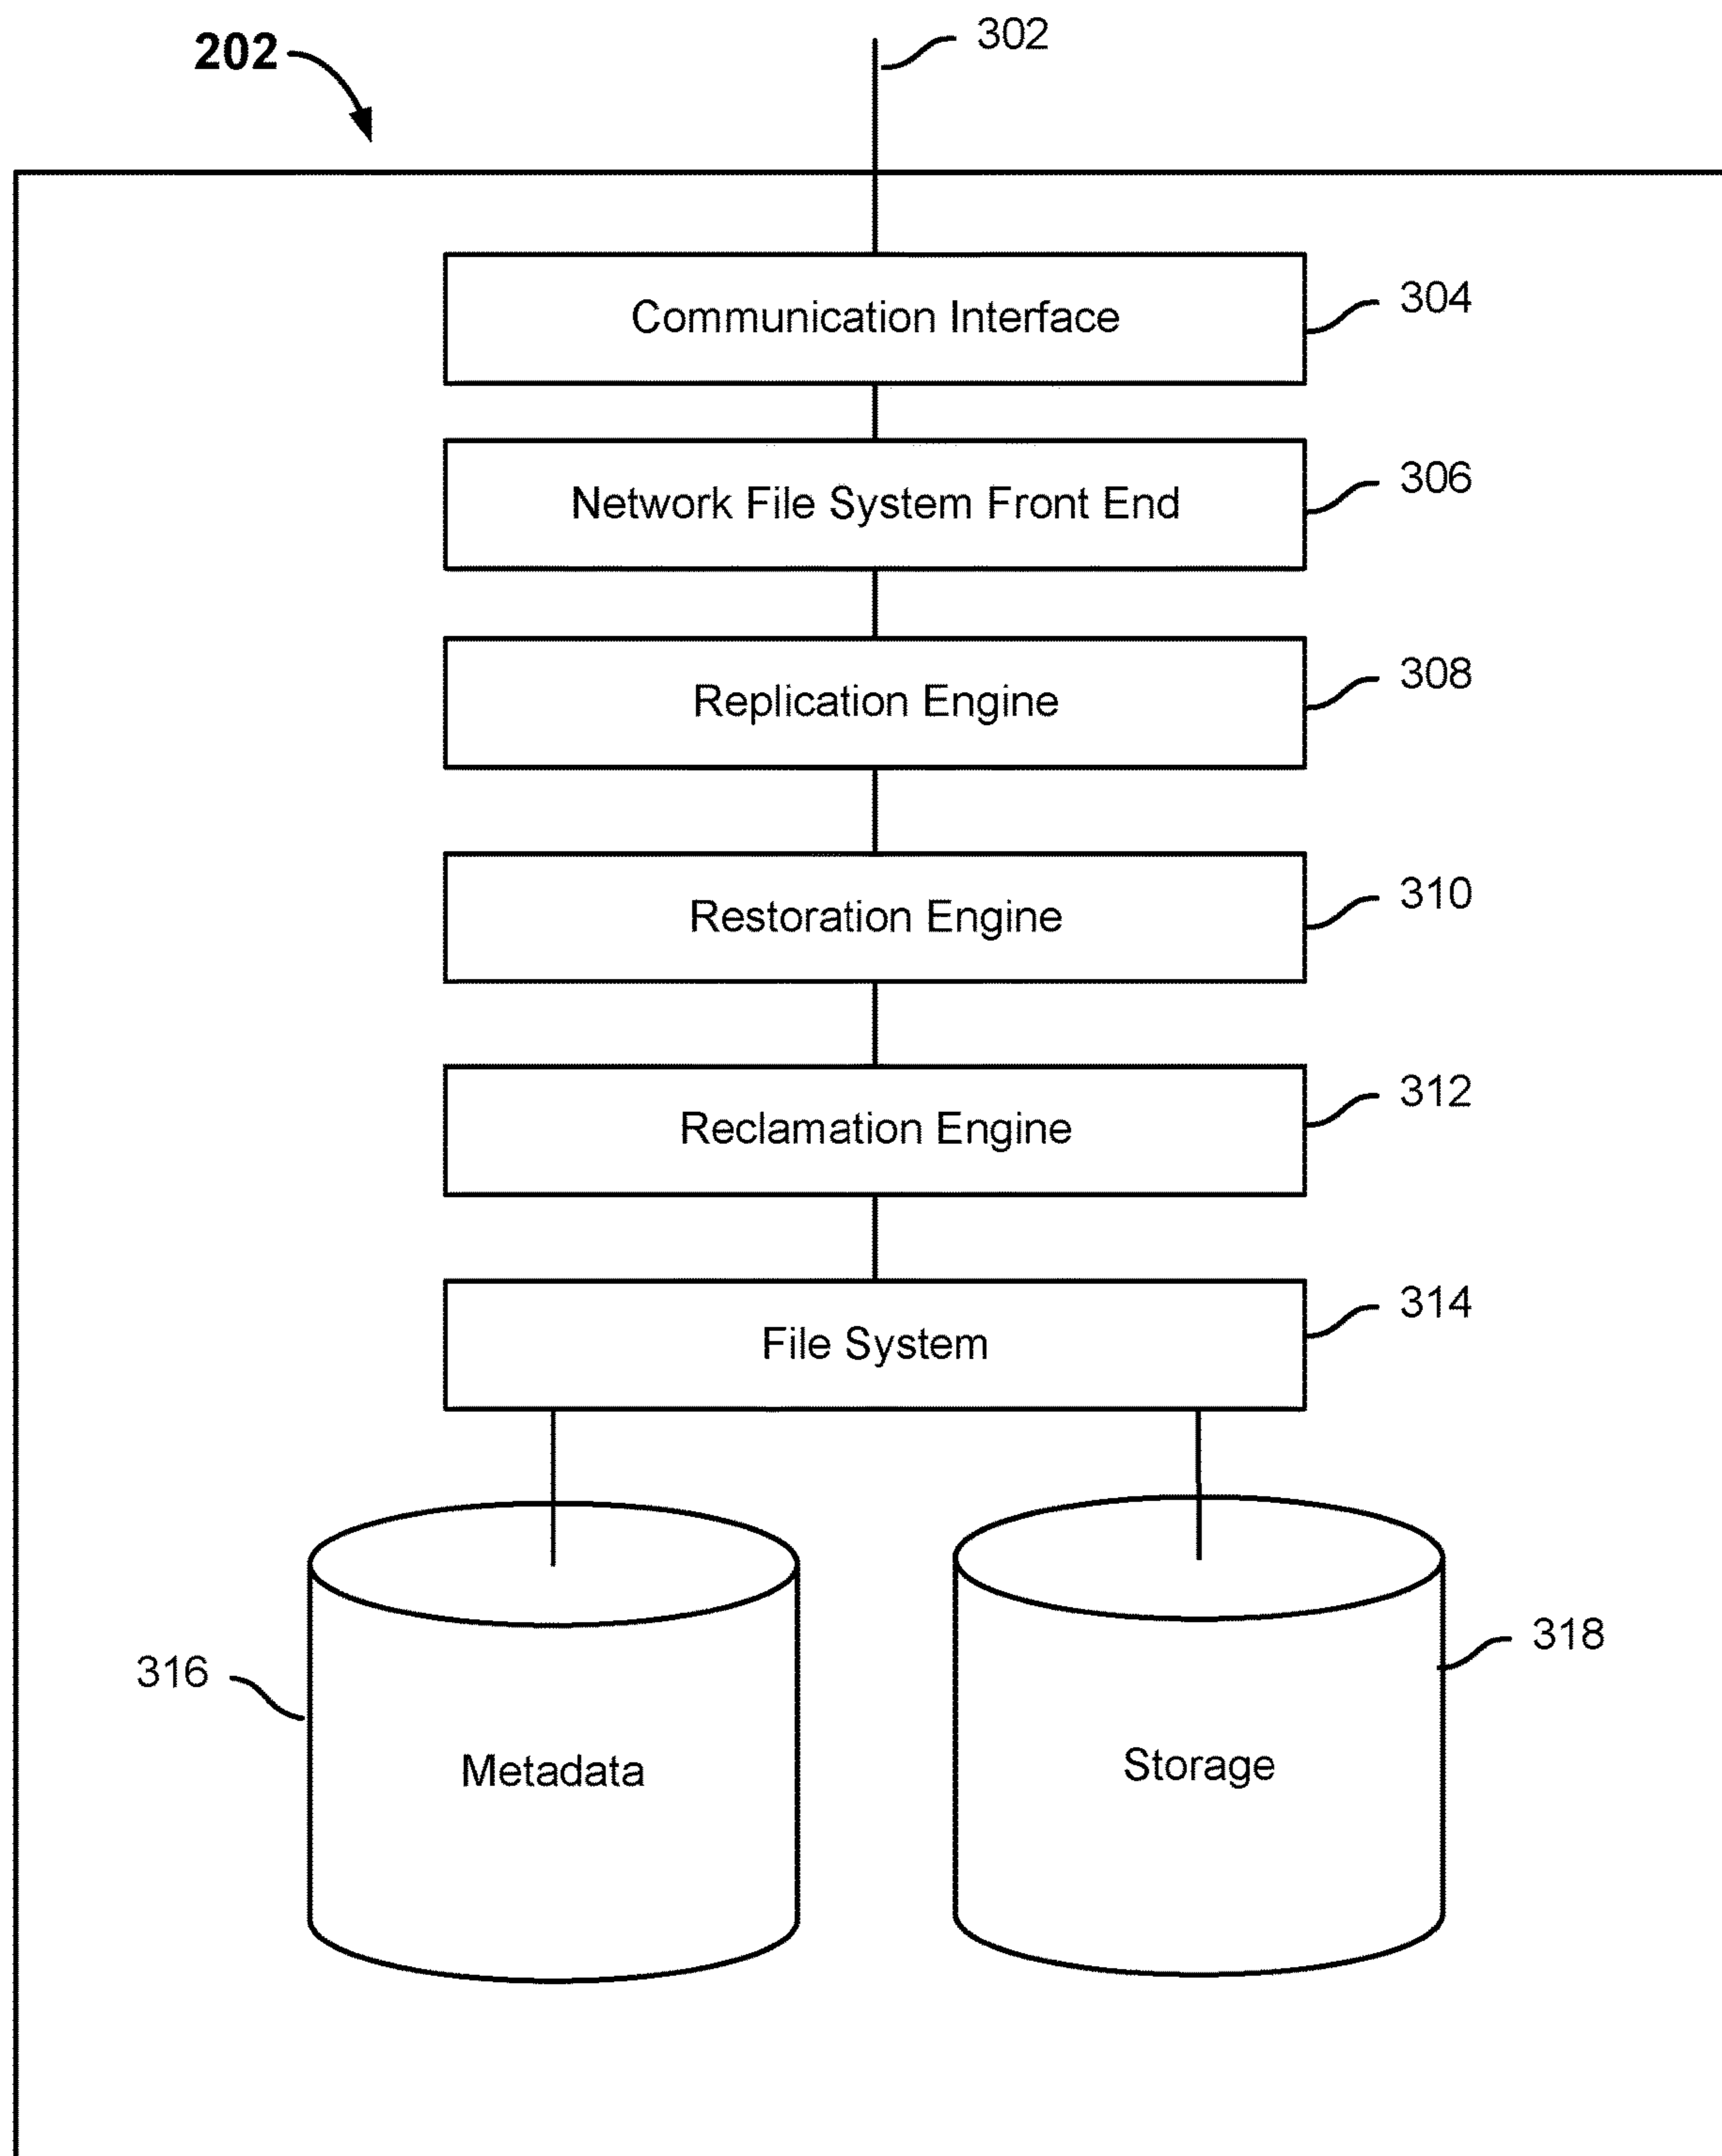 302
202
Communication Interface
304
Network File System Front End
306
Replication Engine
308
Restoration Engine
310
Reclamation Engine
312
File System
314
316
Metadata
Storage
318